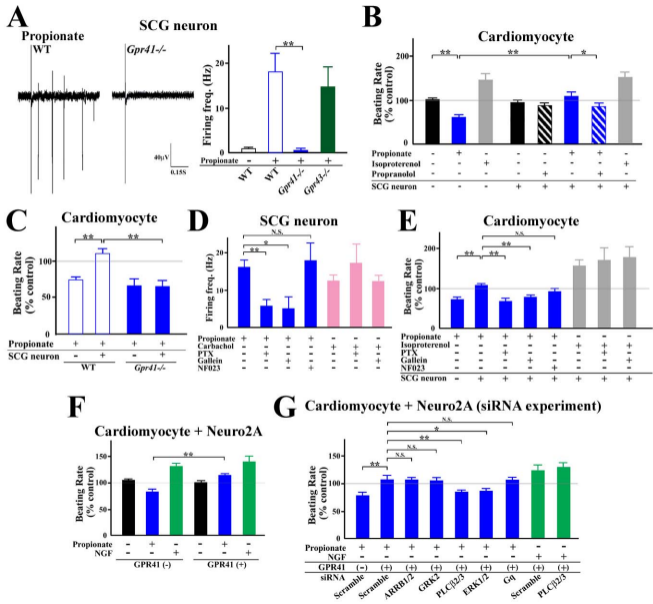 A
SCG neuron
Propionate
WT
Gpr41-/-
40μV
0.15S
Firing freq. (Hz)
20
10
0
**
Propionate - + + +
WT WT Gpr41-/- Gpr43-/-
B
Cardiomyocyte
Beating Rate
(% control)
200
150
100
50
0
** ** *
Propionate - + - - - + + -
Isoproterenol - - + - - - - +
Propranolol - - - - + - + -
SCG neuron - - - + + + + +
C
Cardiomyocyte
Beating Rate
(% control)
100
50
0
** **
Propionate + + + +
SCG neuron - + - +
WT Gpr41-/-
D
SCG neuron
Firing freq. (Hz)
20
10
0
N.S.
*
**
Propionate + + + + - - -
Carbachol - - - - + + +
PTX - + - - - + -
Gallein - - + - - - +
NF023 - - - + - - -
E
Cardiomyocyte
Beating Rate
(% control)
200
100
0
N.S.
**
** **
Propionate + + + + + - - -
Isoproterenol - - - - - + + +
PTX - - + - - - + -
Gallein - - - + - - - +
NF023 - - - - + - - -
SCG neuron - + + + + + + +
F
Cardiomyocyte + Neuro2A
Beating Rate
(% control)
150
100
50
0
**
Propionate - + - - + -
NGF - - + - - +
GPR41 (-) GPR41 (+)
G
Cardiomyocyte + Neuro2A (siRNA experiment)
Beating Rate
(% control)
150
100
50
0
N.S.
*
**
N.S.
** N.S.
Propionate + + + + + + + - -
NGF - - - - - - - + +
GPR41 (-) (+) (+) (+) (+) (+) (+) (+) (+)
siRNA Scramble Scramble ARRB1/2 GRK2 PLCβ2/3 ERK1/2 Gq Scramble PLCβ2/3